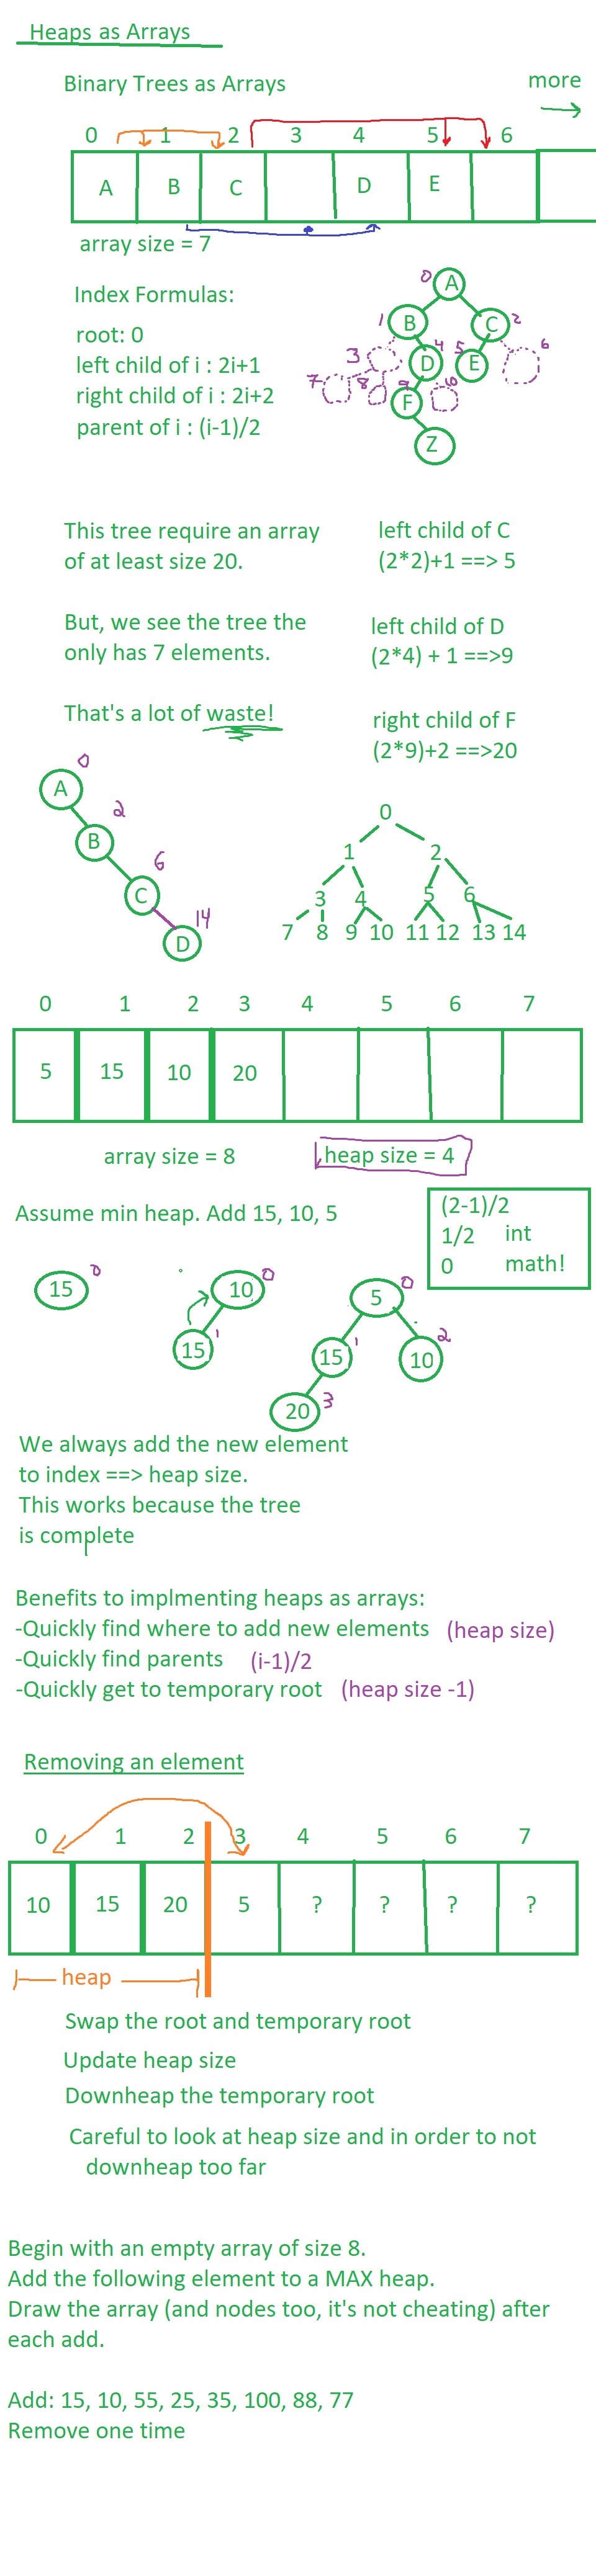 Heaps as Arrays
Binary Trees as Arrays
more
0 1 2 3 4 5 6
A B C D E
array size = 7
Index Formulas:
root: 0
left child of i : 2i+1
right child of i : 2i+2
parent of i : (i-1)/2
0 A
1 B C 2
3 D 4 5 E 6
7 8 9 F 10
Z
This tree require an array
of at least size 20.
But, we see the tree the
only has 7 elements.
That's a lot of waste!
left child of C
(2*2)+1 ==> 5
left child of D
(2*4) + 1 ==>9
right child of F
(2*9)+2 ==>20
A 0
B 2
C 6
D 14
0
1 2
3 4 5 6
7 8 9 10 11 12 13 14
0 1 2 3 4 5 6 7
5 15 10 20
array size = 8
heap size = 4
Assume min heap. Add 15, 10, 5
(2-1)/2
1/2 int
0 math!
15 0
10 0
15 1
5 0
15 1 10 2
20 3
We always add the new element
to index ==> heap size.
This works because the tree
is complete
Benefits to implmenting heaps as arrays:
-Quickly find where to add new elements (heap size)
-Quickly find parents (i-1)/2
-Quickly get to temporary root (heap size -1)
Removing an element
0 1 2 3 4 5 6 7
10 15 20 5 ? ? ? ?
heap
Swap the root and temporary root
Update heap size
Downheap the temporary root
Careful to look at heap size and in order to not
downheap too far
Begin with an empty array of size 8.
Add the following element to a MAX heap.
Draw the array (and nodes too, it's not cheating) after
each add.
Add: 15, 10, 55, 25, 35, 100, 88, 77
Remove one time